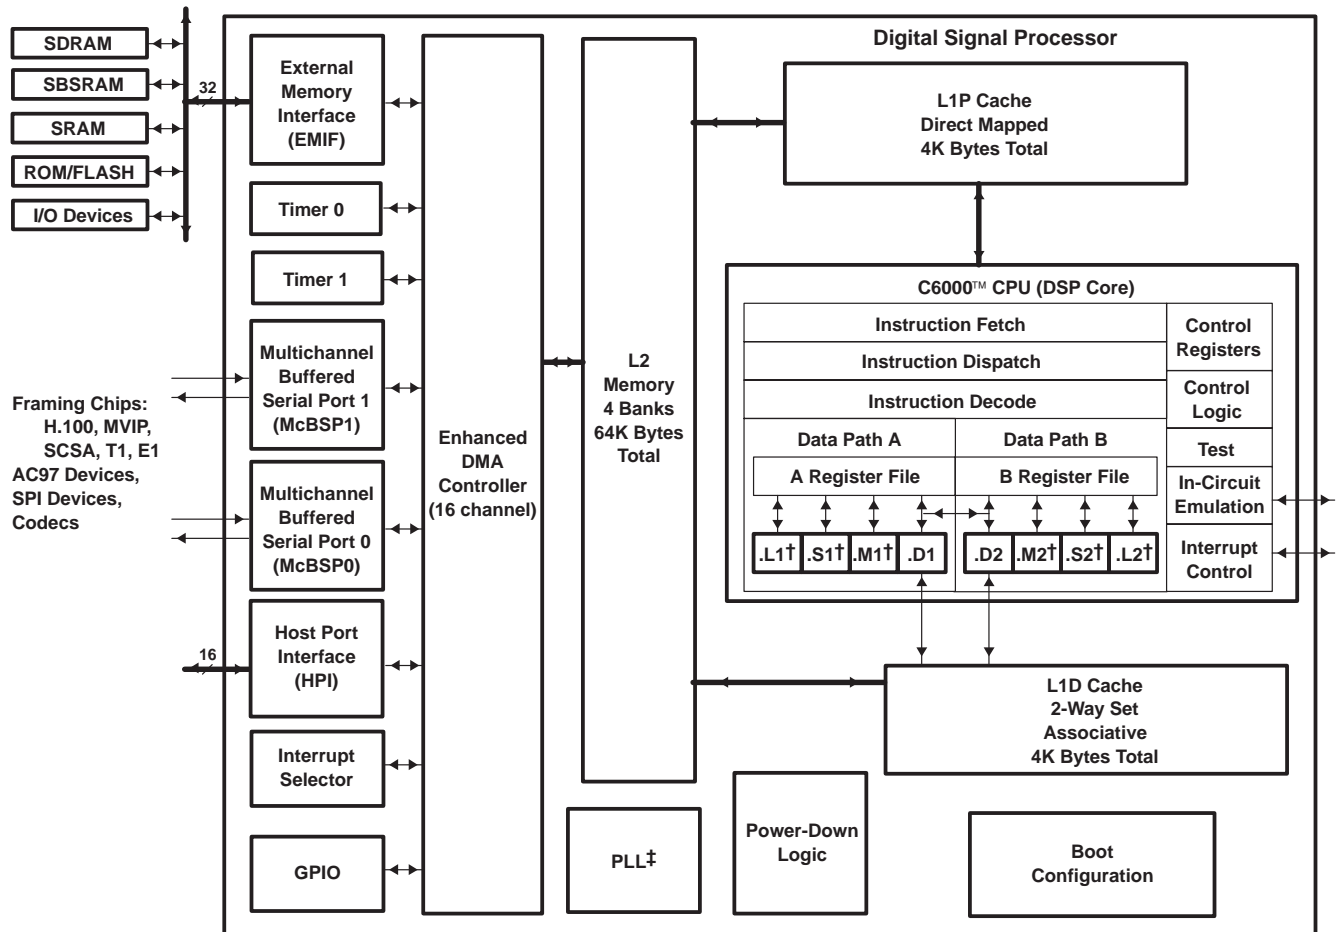 Digital Signal Processor
SDRAM
SBSRAM
SRAM
ROM/FLASH
I/O Devices
32
External
Memory
Interface
(EMIF)
Timer 0
Timer 1
Framing Chips:
H.100, MVIP,
SCSA, T1, E1
AC97 Devices,
SPI Devices,
Codecs
Multichannel
Buffered
Serial Port 1
(McBSP1)
Multichannel
Buffered
Serial Port 0
(McBSP0)
16
Host Port
Interface
(HPI)
Interrupt
Selector
GPIO
Enhanced
DMA
Controller
(16 channel)
L2
Memory
4 Banks
64K Bytes
Total
L1P Cache
Direct Mapped
4K Bytes Total
C6000™ CPU (DSP Core)
Instruction Fetch
Instruction Dispatch
Instruction Decode
Data Path A
Data Path B
A Register File
B Register File
.L1† .S1† .M1† .D1
.D2 .M2† .S2† .L2†
Control
Registers
Control
Logic
Test
In-Circuit
Emulation
Interrupt
Control
L1D Cache
2-Way Set
Associative
4K Bytes Total
PLL‡
Power-Down
Logic
Boot
Configuration